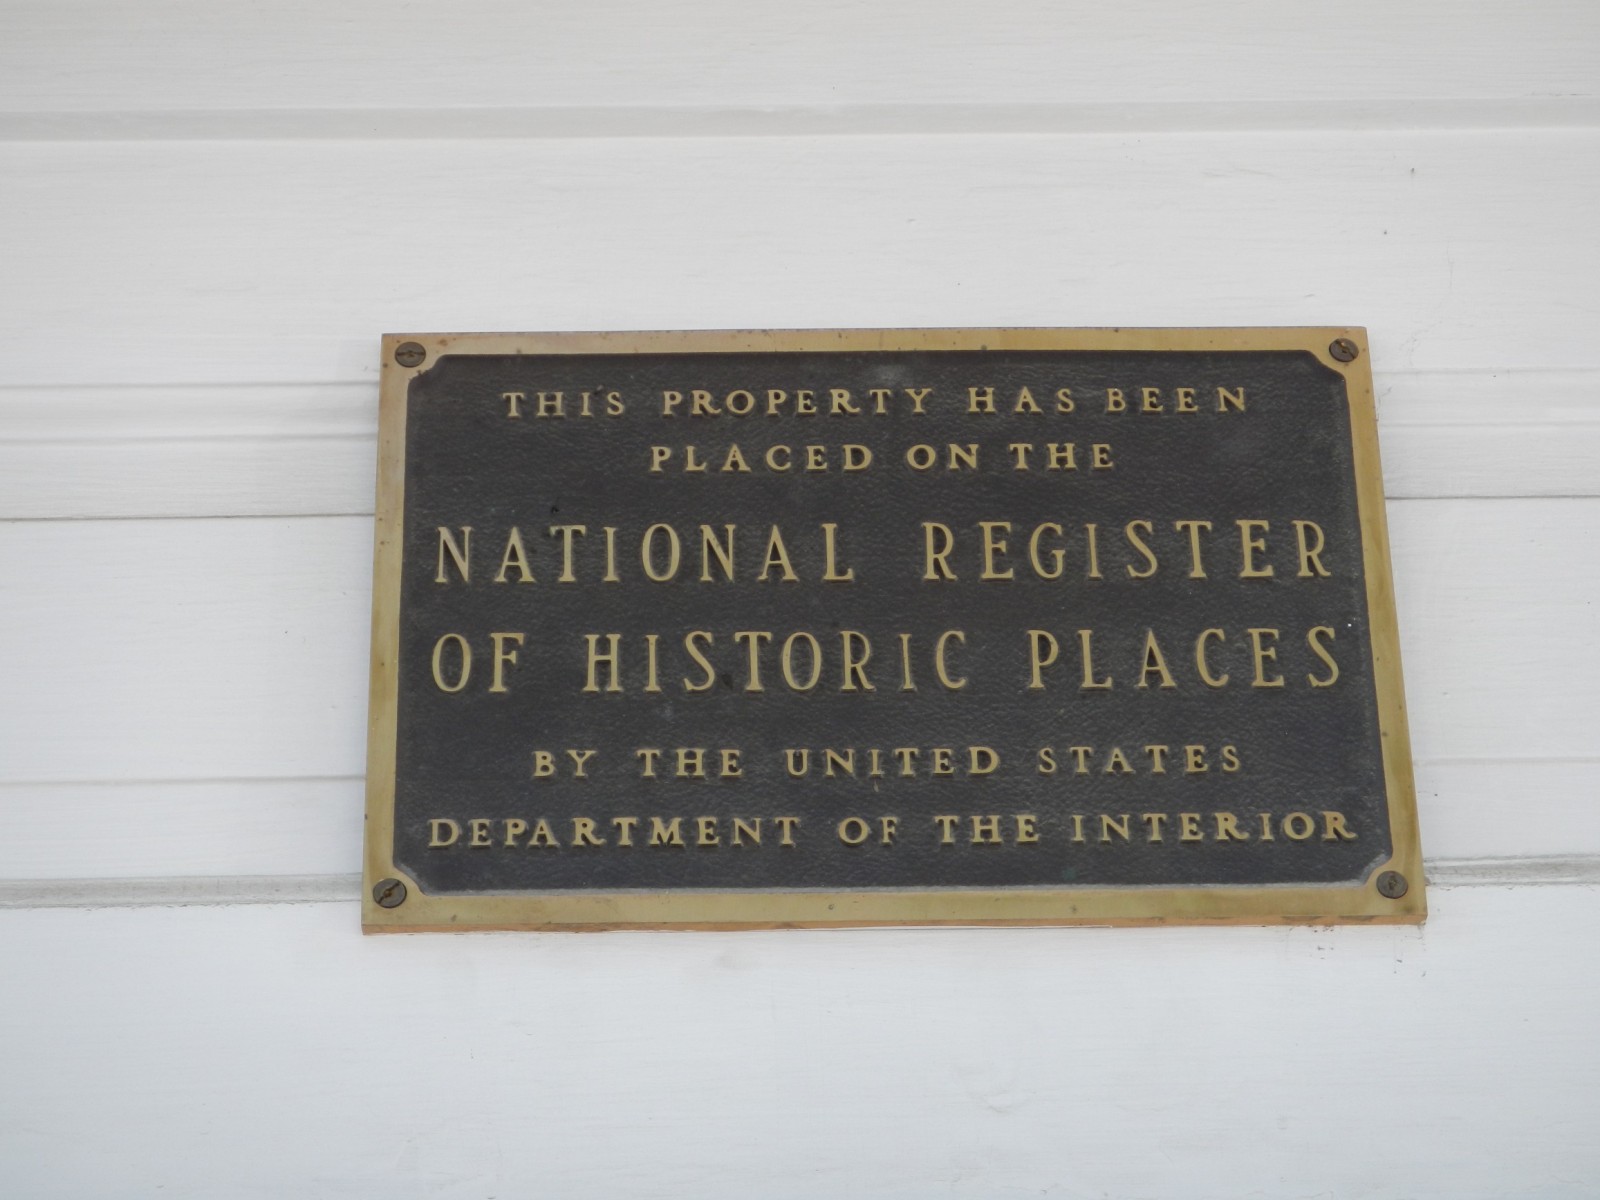 THIS PROPERTY HAS BEEN
PLACED ON THE
NATIONAL REGISTER
OF HISTORIC PLACES
BY THE UNITED STATES
DEPARTMENT OF THE INTERIOR